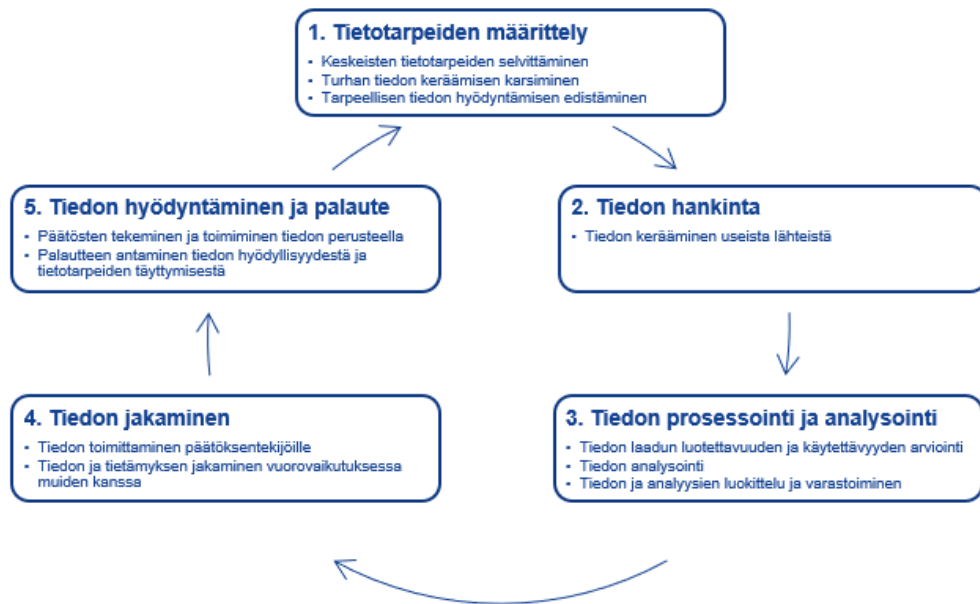 1. Tietotarpeiden määrittely
- Keskeisten tietotarpeiden selvittäminen
- Turhan tiedon keräämisen karsiminen
- Tarpeellisen tiedon hyödyntämisen edistäminen
5. Tiedon hyödyntäminen ja palaute
- Päätösten tekeminen ja toimiminen tiedon perusteella
- Palautteen antaminen tiedon hyödyllisyydestä ja
tietotarpeiden täyttymisestä
2. Tiedon hankinta
- Tiedon kerääminen useista lähteistä
4. Tiedon jakaminen
- Tiedon toimittaminen päätöksentekijöille
- Tiedon ja tietämyksen jakaminen vuorovaikutuksessa
muiden kanssa
3. Tiedon prosessointi ja analysointi
- Tiedon laadun luotettavuuden ja käytettävyyden arviointi
- Tiedon analysointi
- Tiedon ja analyysien luokittelu ja varastoiminen